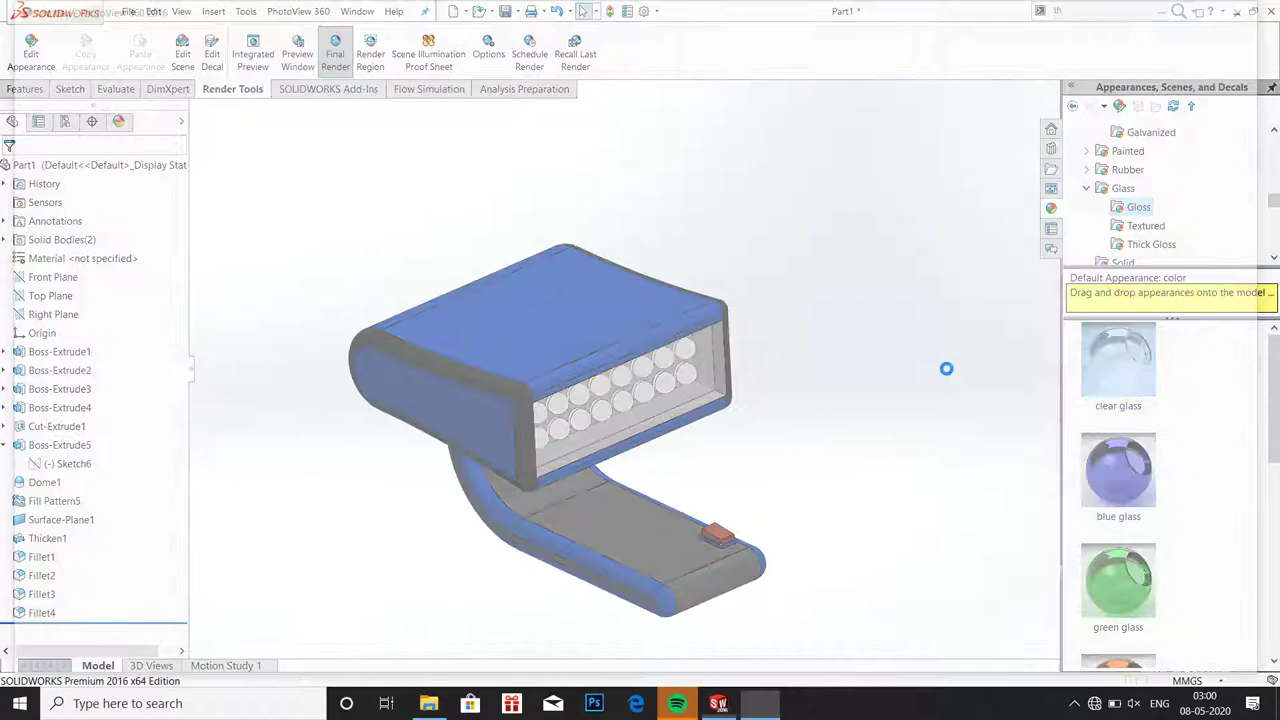 SOLIDWORKS File Edit View Insert Tools PhotoView 360 Window Help Part1 *
Edit Appearance Copy Appearance Paste Appearance Edit Scene Edit Decal Integrated Preview Preview Window Final Render Render Region Scene Illumination Proof Sheet Options Schedule Render Recall Last Render
Features Sketch Evaluate DimXpert Render Tools SOLIDWORKS Add-Ins Flow Simulation Analysis Preparation
Appearances, Scenes, and Decals
Part1 (Default<<Default>_Display Stat
History
Sensors
Annotations
Solid Bodies(2)
Material <not specified>
Front Plane
Top Plane
Right Plane
Origin
Boss-Extrude1
Boss-Extrude2
Boss-Extrude3
Boss-Extrude4
Cut-Extrude1
Boss-Extrude5
(-) Sketch6
Dome1
Fill Pattern5
Surface-Plane1
Thicken1
Fillet1
Fillet2
Fillet3
Fillet4
Galvanized
Painted
Rubber
Glass
Gloss
Textured
Thick Gloss
Solid
Default Appearance: color
Drag and drop appearances onto the model ...
clear glass
blue glass
green glass
Model 3D Views Motion Study 1
SOLIDWORKS Premium 2016 x64 Edition
MMGS
Type here to search
Ps
SW
2016
ENG
03:00
08-05-2020